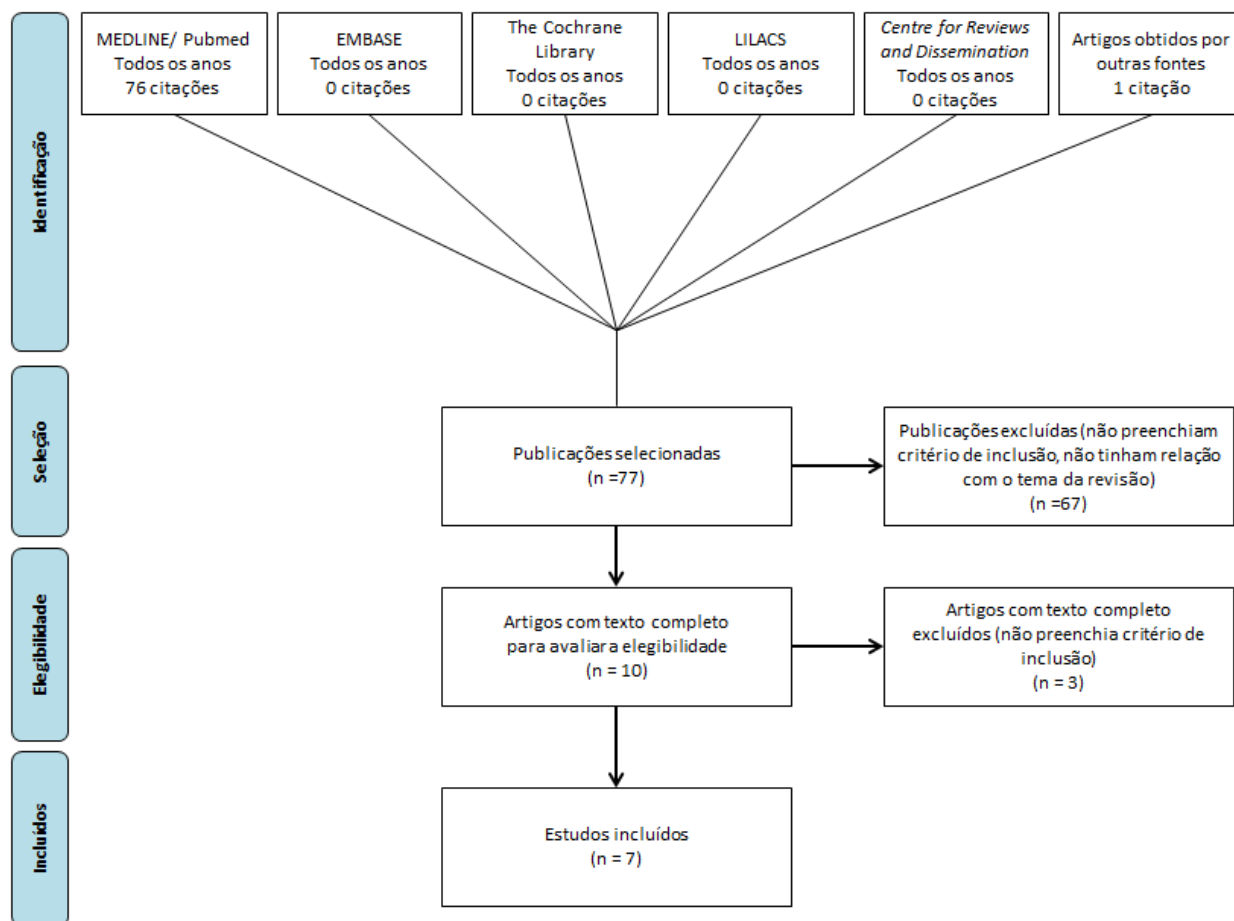 Identificação
MEDLINE/ Pubmed
Todos os anos
76 citações
EMBASE
Todos os anos
0 citações
The Cochrane
Library
Todos os anos
0 citações
LILACS
Todos os anos
0 citações
Centre for Reviews
and Dissemination
Todos os anos
0 citações
Artigos obtidos por
outras fontes
1 citação
Seleção
Publicações selecionadas
(n =77)
Publicações excluídas (não preenchiam
critério de inclusão, não tinham relação
com o tema da revisão)
(n =67)
Elegibilidade
Artigos com texto completo
para avaliar a elegibilidade
(n = 10)
Artigos com texto completo
excluídos (não preenchia critério de
inclusão)
(n = 3)
Incluídos
Estudos incluídos
(n = 7)